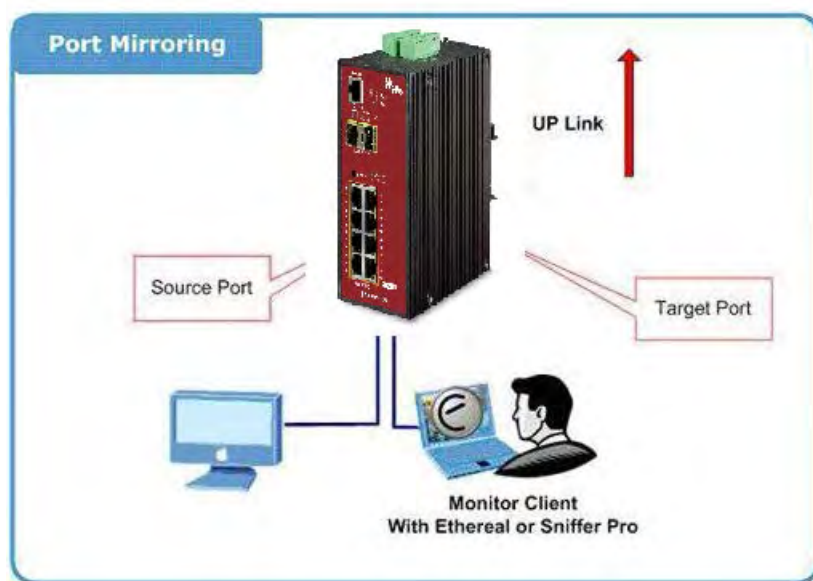 Port Mirroring
UP Link
Source Port
Target Port
Monitor Client
With Ethereal or Sniffer Pro